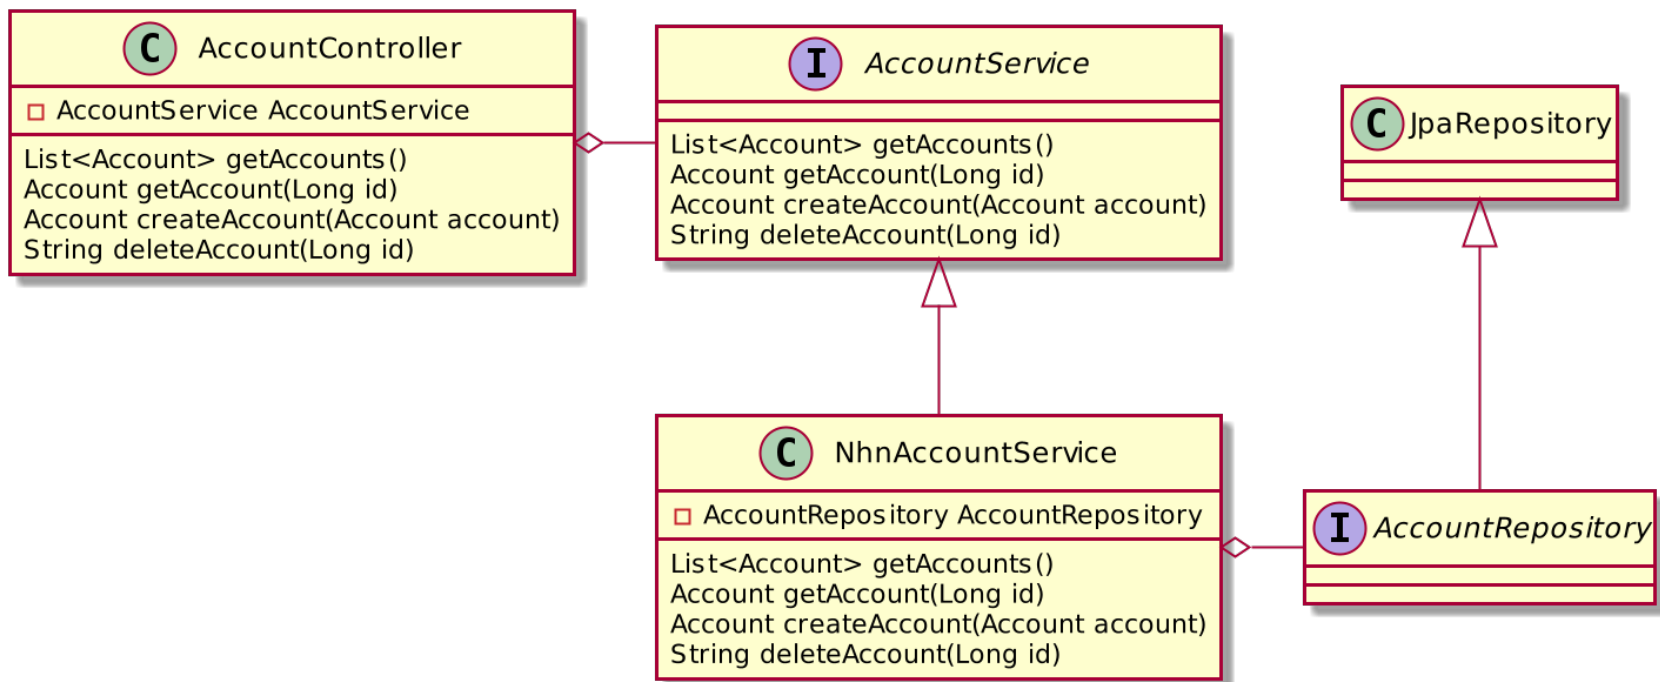 C AccountController
AccountService AccountService
List<Account> getAccounts()
Account getAccount(Long id)
Account createAccount(Account account)
String deleteAccount(Long id)
I AccountService
List<Account> getAccounts()
Account getAccount(Long id)
Account createAccount(Account account)
String deleteAccount(Long id)
C JpaRepository
C NhnAccountService
AccountRepository AccountRepository
List<Account> getAccounts()
Account getAccount(Long id)
Account createAccount(Account account)
String deleteAccount(Long id)
I AccountRepository